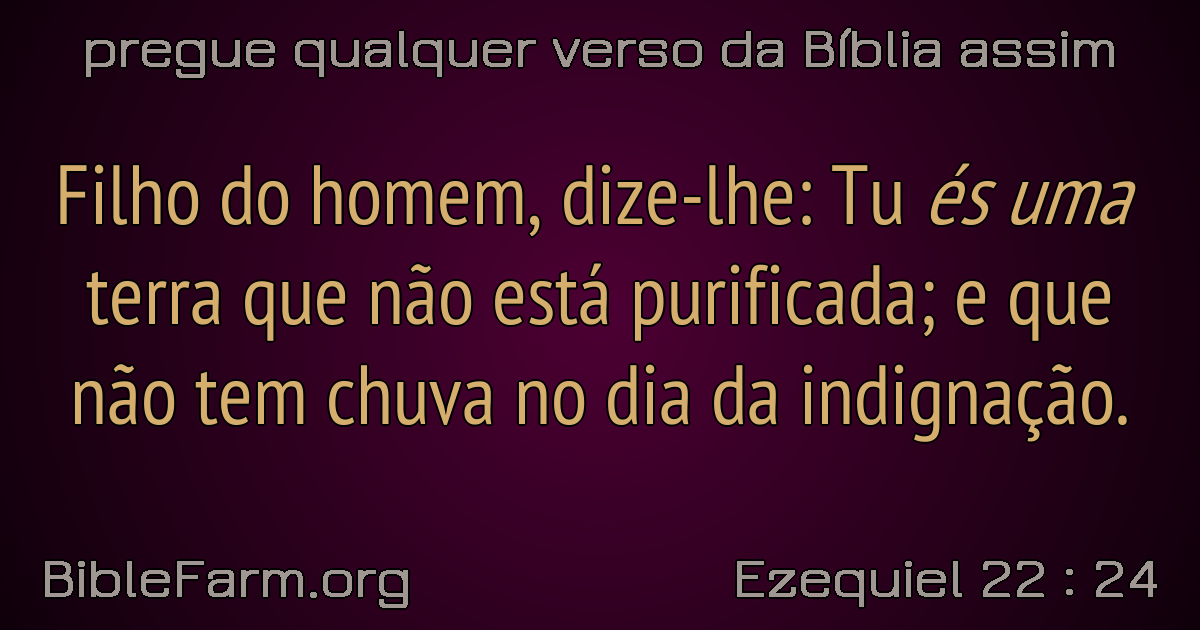 pregue qualquer verso da Bíblia assim
Filho do homem, dize-lhe: Tu és uma
terra que não está purificada; e que
não tem chuva no dia da indignação.
BibleFarm.org
Ezequiel 22 : 24